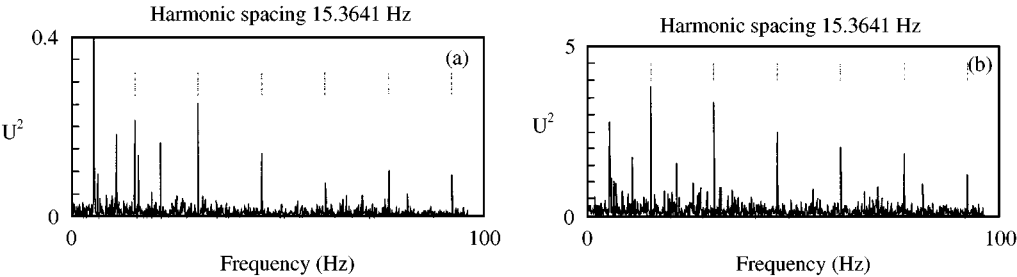 Harmonic spacing 15.3641 Hz
0.4
(a)
U²
0
0
100
Frequency (Hz)
Harmonic spacing 15.3641 Hz
5
(b)
U²
0
0
100
Frequency (Hz)